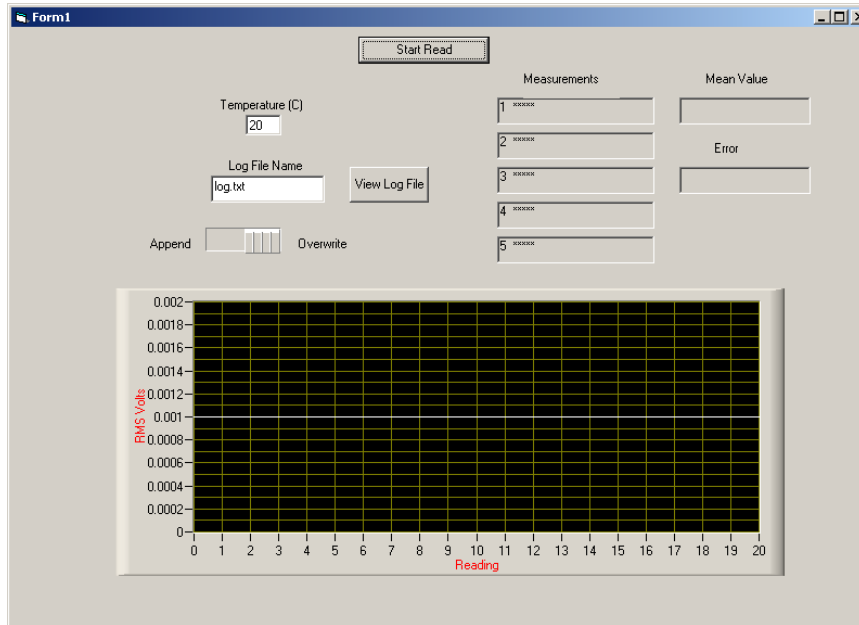 Form1
Start Read
Measurements
Mean Value
Temperature (C)
20
1 *****
2 *****
Error
Log File Name
log.txt
View Log File
3 *****
4 *****
Append
Overwrite
5 *****
0.002
0.0018
0.0016
0.0014
0.0012
0.001
0.0008
0.0006
0.0004
0.0002
0
RMS Volts
0 1 2 3 4 5 6 7 8 9 10 11 12 13 14 15 16 17 18 19 20
Reading